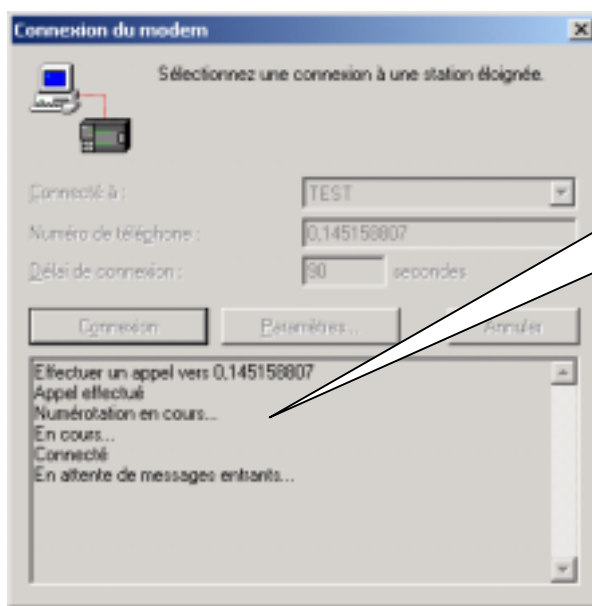 Connexion du modem
Sélectionnez une connexion à une station éloignée.
Connecté à :
TEST
Numéro de téléphone :
0,145158807
Délai de connexion :
90
secondes
Connexion
Paramètres...
Annuler
Effectuer un appel vers 0,145158807
Appel effectué
Numérotation en cours...
En cours...
Connecté
En attente de messages entrants...